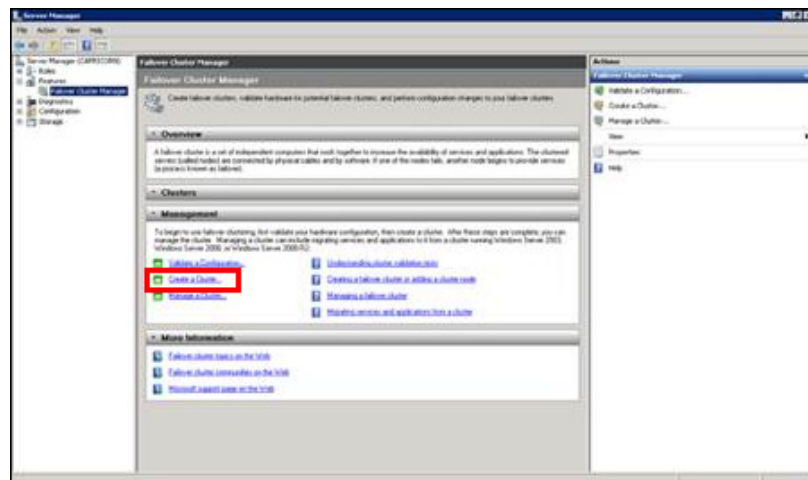 Server Manager
File Action View Help
Server Manager (CAPRICORN)
Roles
Features
Failover Cluster Manager
Diagnostics
Configuration
Storage
Failover Cluster Manager
Failover Cluster Manager
Create failover clusters, validate hardware for potential failover clusters, and perform configuration changes to your failover clusters.
Overview
A failover cluster is a set of independent computers that work together to increase the availability of services and applications. The clustered
servers (called nodes) are connected by physical cables and by software. If one of the nodes fails, another node begins to provide services
(a process known as failover).
Clusters
Management
To begin to use failover clustering, first validate your hardware configuration, then create a cluster. After these steps are complete, you can
manage the cluster. Managing a cluster can include migrating services and applications to it from a cluster running Windows Server 2003,
Windows Server 2008, or Windows Server 2008 R2.
Validate a Configuration...
Understanding cluster validation tests
Create a Cluster...
Creating a failover cluster or adding a cluster node
Manage a Cluster...
Managing a failover cluster
Migrating services and applications from a cluster
More Information
Failover cluster topics on the Web
Failover cluster communities on the Web
Microsoft support page on the Web
Actions
Failover Cluster Manager
Validate a Configuration...
Create a Cluster...
Manage a Cluster...
View
Properties
Help